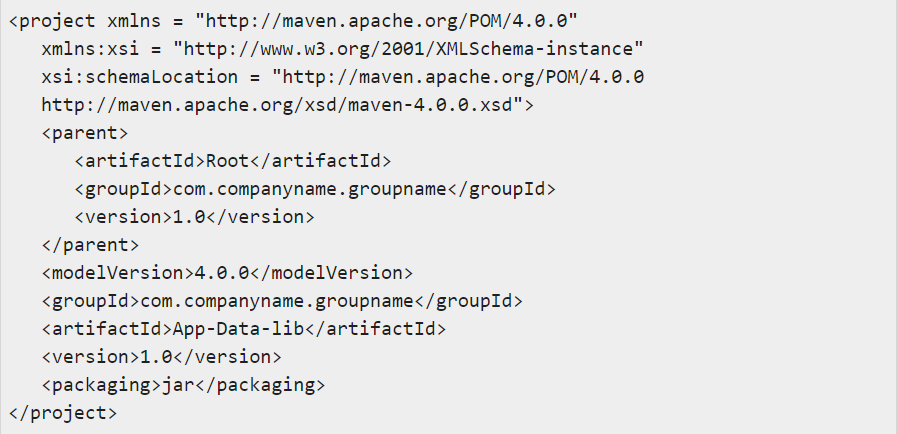 <project xmlns = "http://maven.apache.org/POM/4.0.0"
   xmlns:xsi = "http://www.w3.org/2001/XMLSchema-instance"
   xsi:schemaLocation = "http://maven.apache.org/POM/4.0.0
   http://maven.apache.org/xsd/maven-4.0.0.xsd">
   <parent>
      <artifactId>Root</artifactId>
      <groupId>com.companyname.groupname</groupId>
      <version>1.0</version>
   </parent>
   <modelVersion>4.0.0</modelVersion>
   <groupId>com.companyname.groupname</groupId>
   <artifactId>App-Data-lib</artifactId>
   <version>1.0</version>
   <packaging>jar</packaging>
</project>